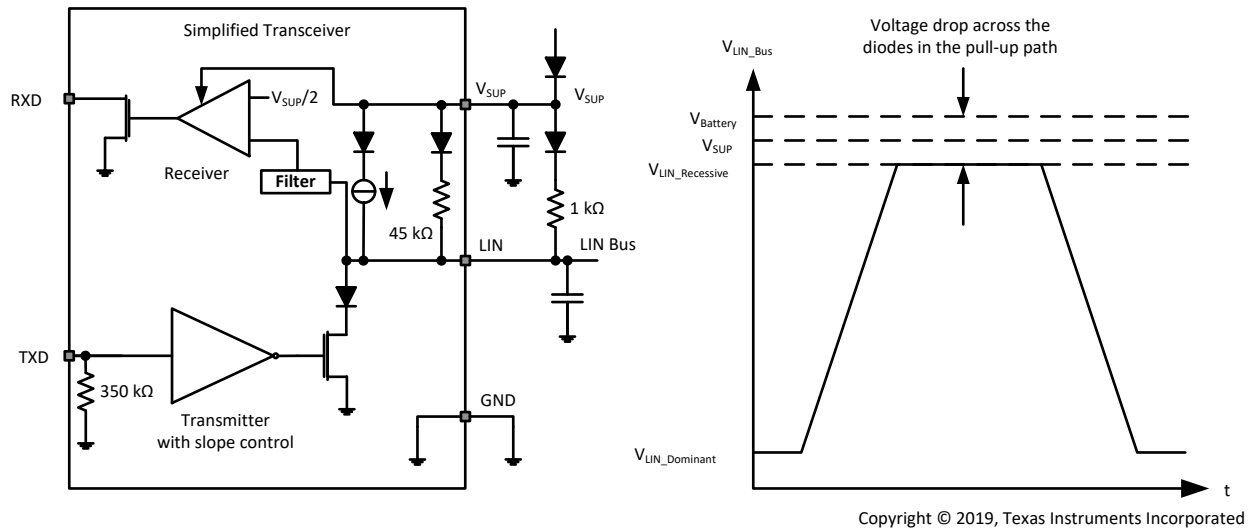 Simplified Transceiver
RXD
V_SUP/2
V_SUP
V_SUP
Receiver
Filter
45 kΩ
1 kΩ
LIN
LIN Bus
TXD
350 kΩ
GND
Transmitter
with slope control
Voltage drop across the
diodes in the pull-up path
V_LIN_Bus
V_Battery
V_SUP
V_LIN_Recessive
V_LIN_Dominant
t
Copyright © 2019, Texas Instruments Incorporated